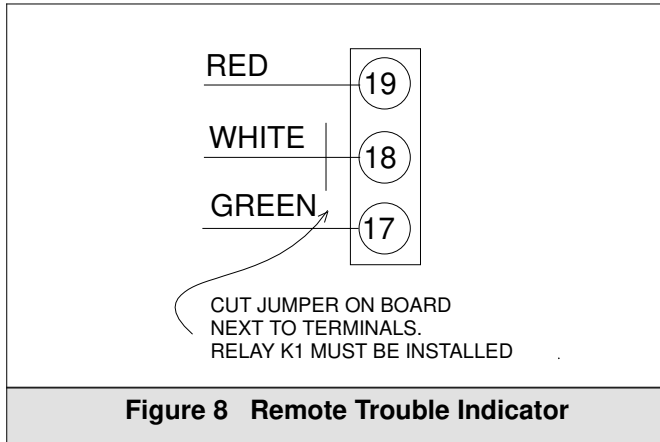 RED
19
WHITE
18
GREEN
17
CUT JUMPER ON BOARD
NEXT TO TERMINALS.
RELAY K1 MUST BE INSTALLED .
Figure 8 Remote Trouble Indicator